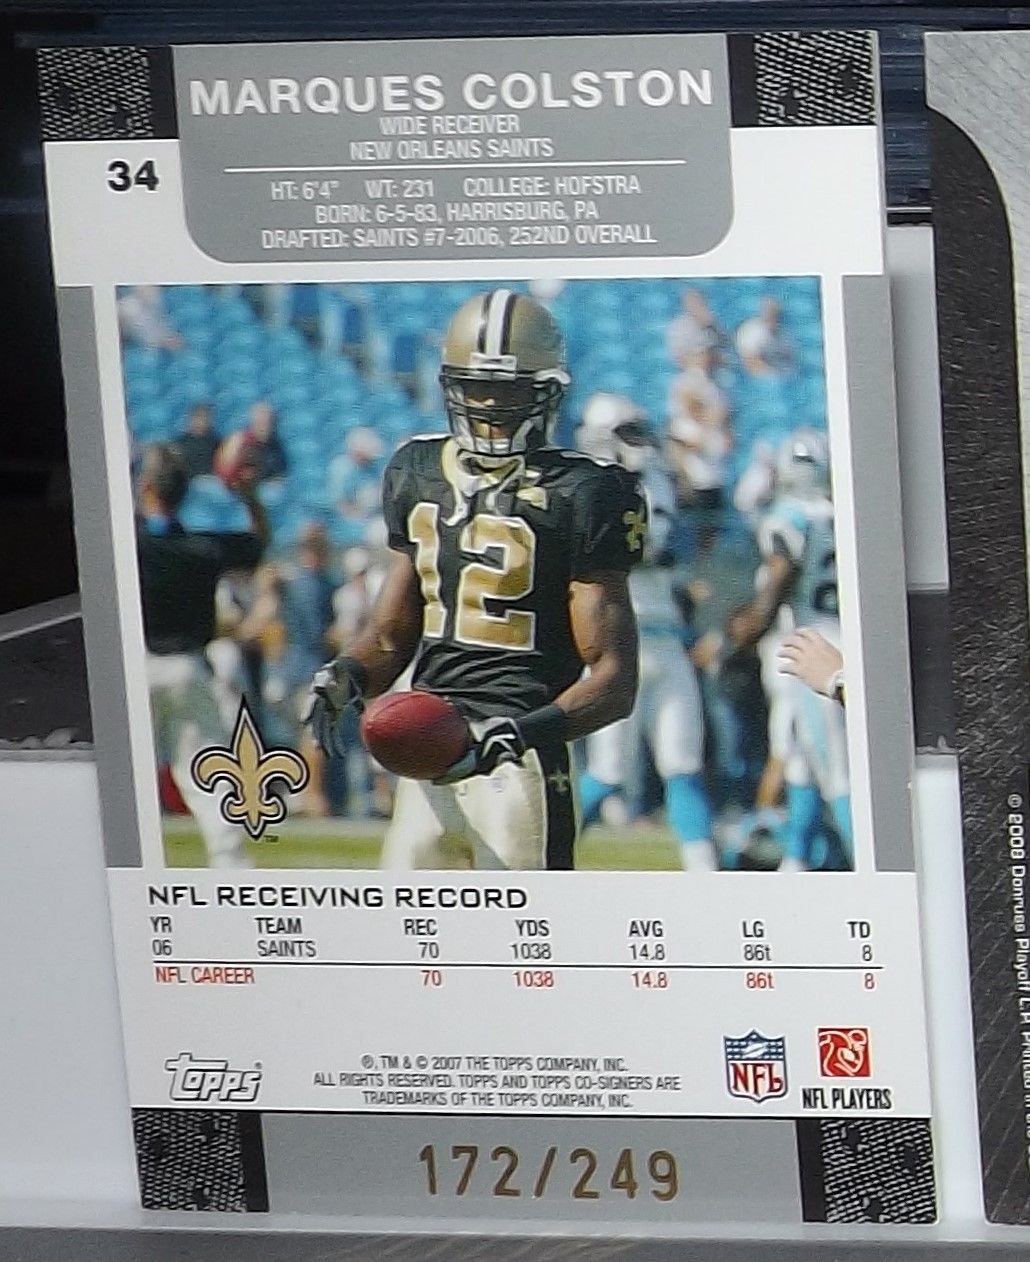 MARQUES COLSTON
WIDE RECEIVER
NEW ORLEANS SAINTS
34
HT: 6'4" WT: 231 COLLEGE: HOFSTRA
BORN: 6-5-83, HARRISBURG, PA
DRAFTED: SAINTS #7-2006, 252ND OVERALL
12
TM
NFL RECEIVING RECORD
YR TEAM REC YDS AVG LG TD
06 SAINTS 70 1038 14.8 86t 8
NFL CAREER 70 1038 14.8 86t 8
Topps®
®, TM & © 2007 THE TOPPS COMPANY, INC.
ALL RIGHTS RESERVED. TOPPS AND TOPPS CO-SIGNERS ARE
TRADEMARKS OF THE TOPPS COMPANY, INC.
NFL
NFL PLAYERS
172/249
© 2008 Donruss Playoff L.P.